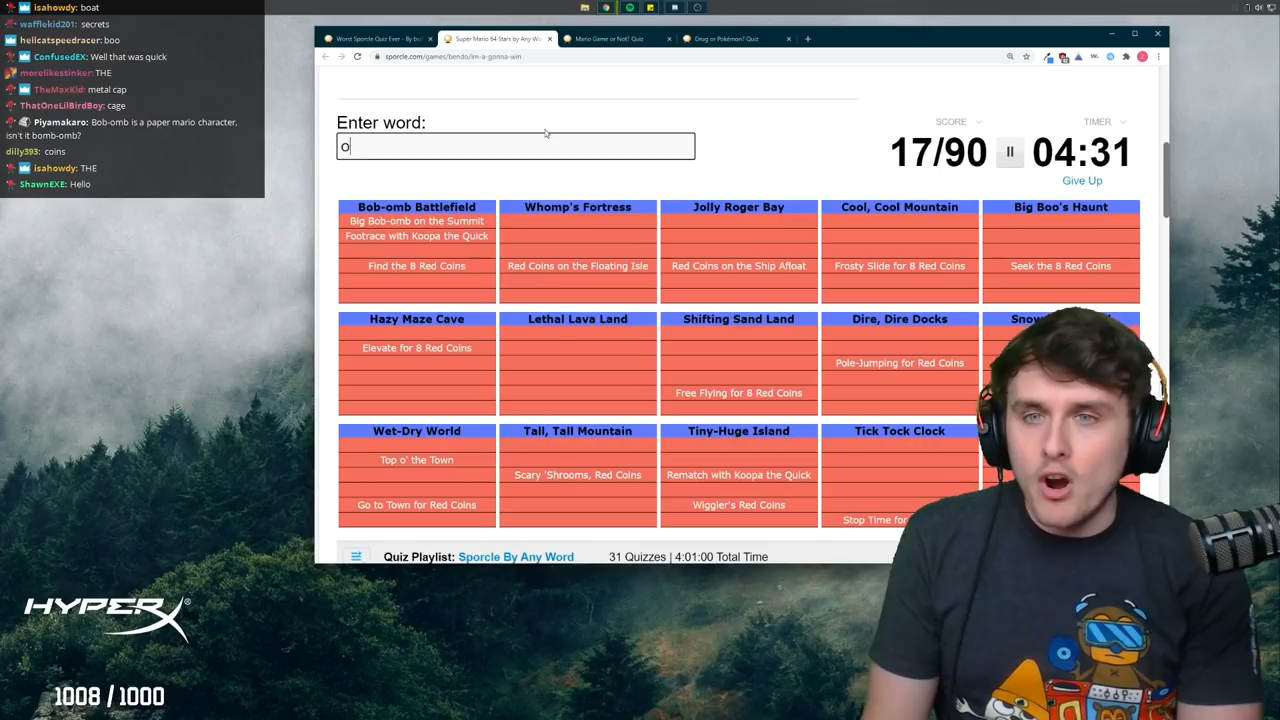 isahowdy: boat
wafflekid201: secrets
hellcatspeedracer: boo
ConfusedEX: Well that was quick
morelikestinker: THE
TheMaxKid: metal cap
ThatOneLilBirdBoy: cage
Piyamakaro: Bob-omb is a paper mario character,
isn't it bomb-omb?
dilly393: coins
isahowdy: THE
ShawnEXE: Hello
Worst Sporcle Quiz Ever - By bu
Super Mario 64 Stars by Any Wo
Mario Game or Not? Quiz
Drug or Pokémon? Quiz
sporcle.com/games/bendo/im-a-gonna-win
Enter word:
o
SCORE
TIMER
17/90
04:31
Give Up
Bob-omb Battlefield
Big Bob-omb on the Summit
Footrace with Koopa the Quick
Find the 8 Red Coins
Whomp's Fortress
Red Coins on the Floating Isle
Jolly Roger Bay
Red Coins on the Ship Afloat
Cool, Cool Mountain
Frosty Slide for 8 Red Coins
Big Boo's Haunt
Seek the 8 Red Coins
Hazy Maze Cave
Elevate for 8 Red Coins
Lethal Lava Land
Shifting Sand Land
Free Flying for 8 Red Coins
Dire, Dire Docks
Pole-Jumping for Red Coins
Wet-Dry World
Top o' the Town
Go to Town for Red Coins
Tall, Tall Mountain
Scary 'Shrooms, Red Coins
Tiny-Huge Island
Rematch with Koopa the Quick
Wiggler's Red Coins
Tick Tock Clock
Stop Time for
Quiz Playlist: Sporcle By Any Word
31 Quizzes | 4:01:00 Total Time
HYPERX
1008 / 1000